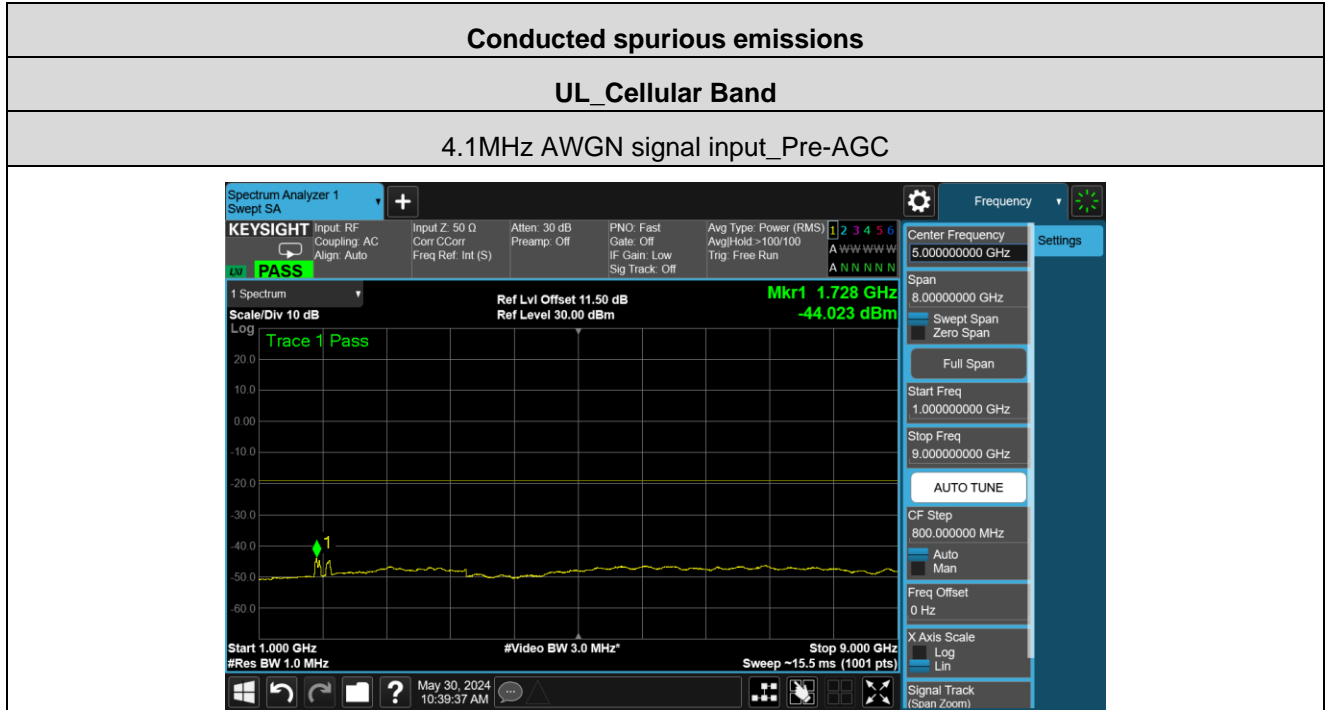 Conducted spurious emissions
UL_Cellular Band
4.1MHz AWGN signal input_Pre-AGC
Spectrum Analyzer 1
Swept SA
+
Frequency
KEYSIGHT
Input: RF
Coupling: AC
Align: Auto
Input Z: 50 Ω
Corr CCorr
Freq Ref: Int (S)
Atten: 30 dB
Preamp: Off
PNO: Fast
Gate: Off
IF Gain: Low
Sig Track: Off
Avg Type: Power (RMS)
Avg|Hold:>100/100
Trig: Free Run
1 2 3 4 5 6
A W W W W W
A N N N N N
LXI
PASS
1 Spectrum
Scale/Div 10 dB
Ref Lvl Offset 11.50 dB
Ref Level 30.00 dBm
Mkr1 1.728 GHz
-44.023 dBm
Log
Trace 1 Pass
20.0
10.0
0.00
-10.0
-20.0
-30.0
-40.0
-50.0
-60.0
1
Start 1.000 GHz
#Res BW 1.0 MHz
#Video BW 3.0 MHz*
Stop 9.000 GHz
Sweep ~15.5 ms (1001 pts)
?
May 30, 2024
10:39:37 AM
Center Frequency
5.000000000 GHz
Settings
Span
8.00000000 GHz
Swept Span
Zero Span
Full Span
Start Freq
1.000000000 GHz
Stop Freq
9.000000000 GHz
AUTO TUNE
CF Step
800.000000 MHz
Auto
Man
Freq Offset
0 Hz
X Axis Scale
Log
Lin
Signal Track
(Span Zoom)